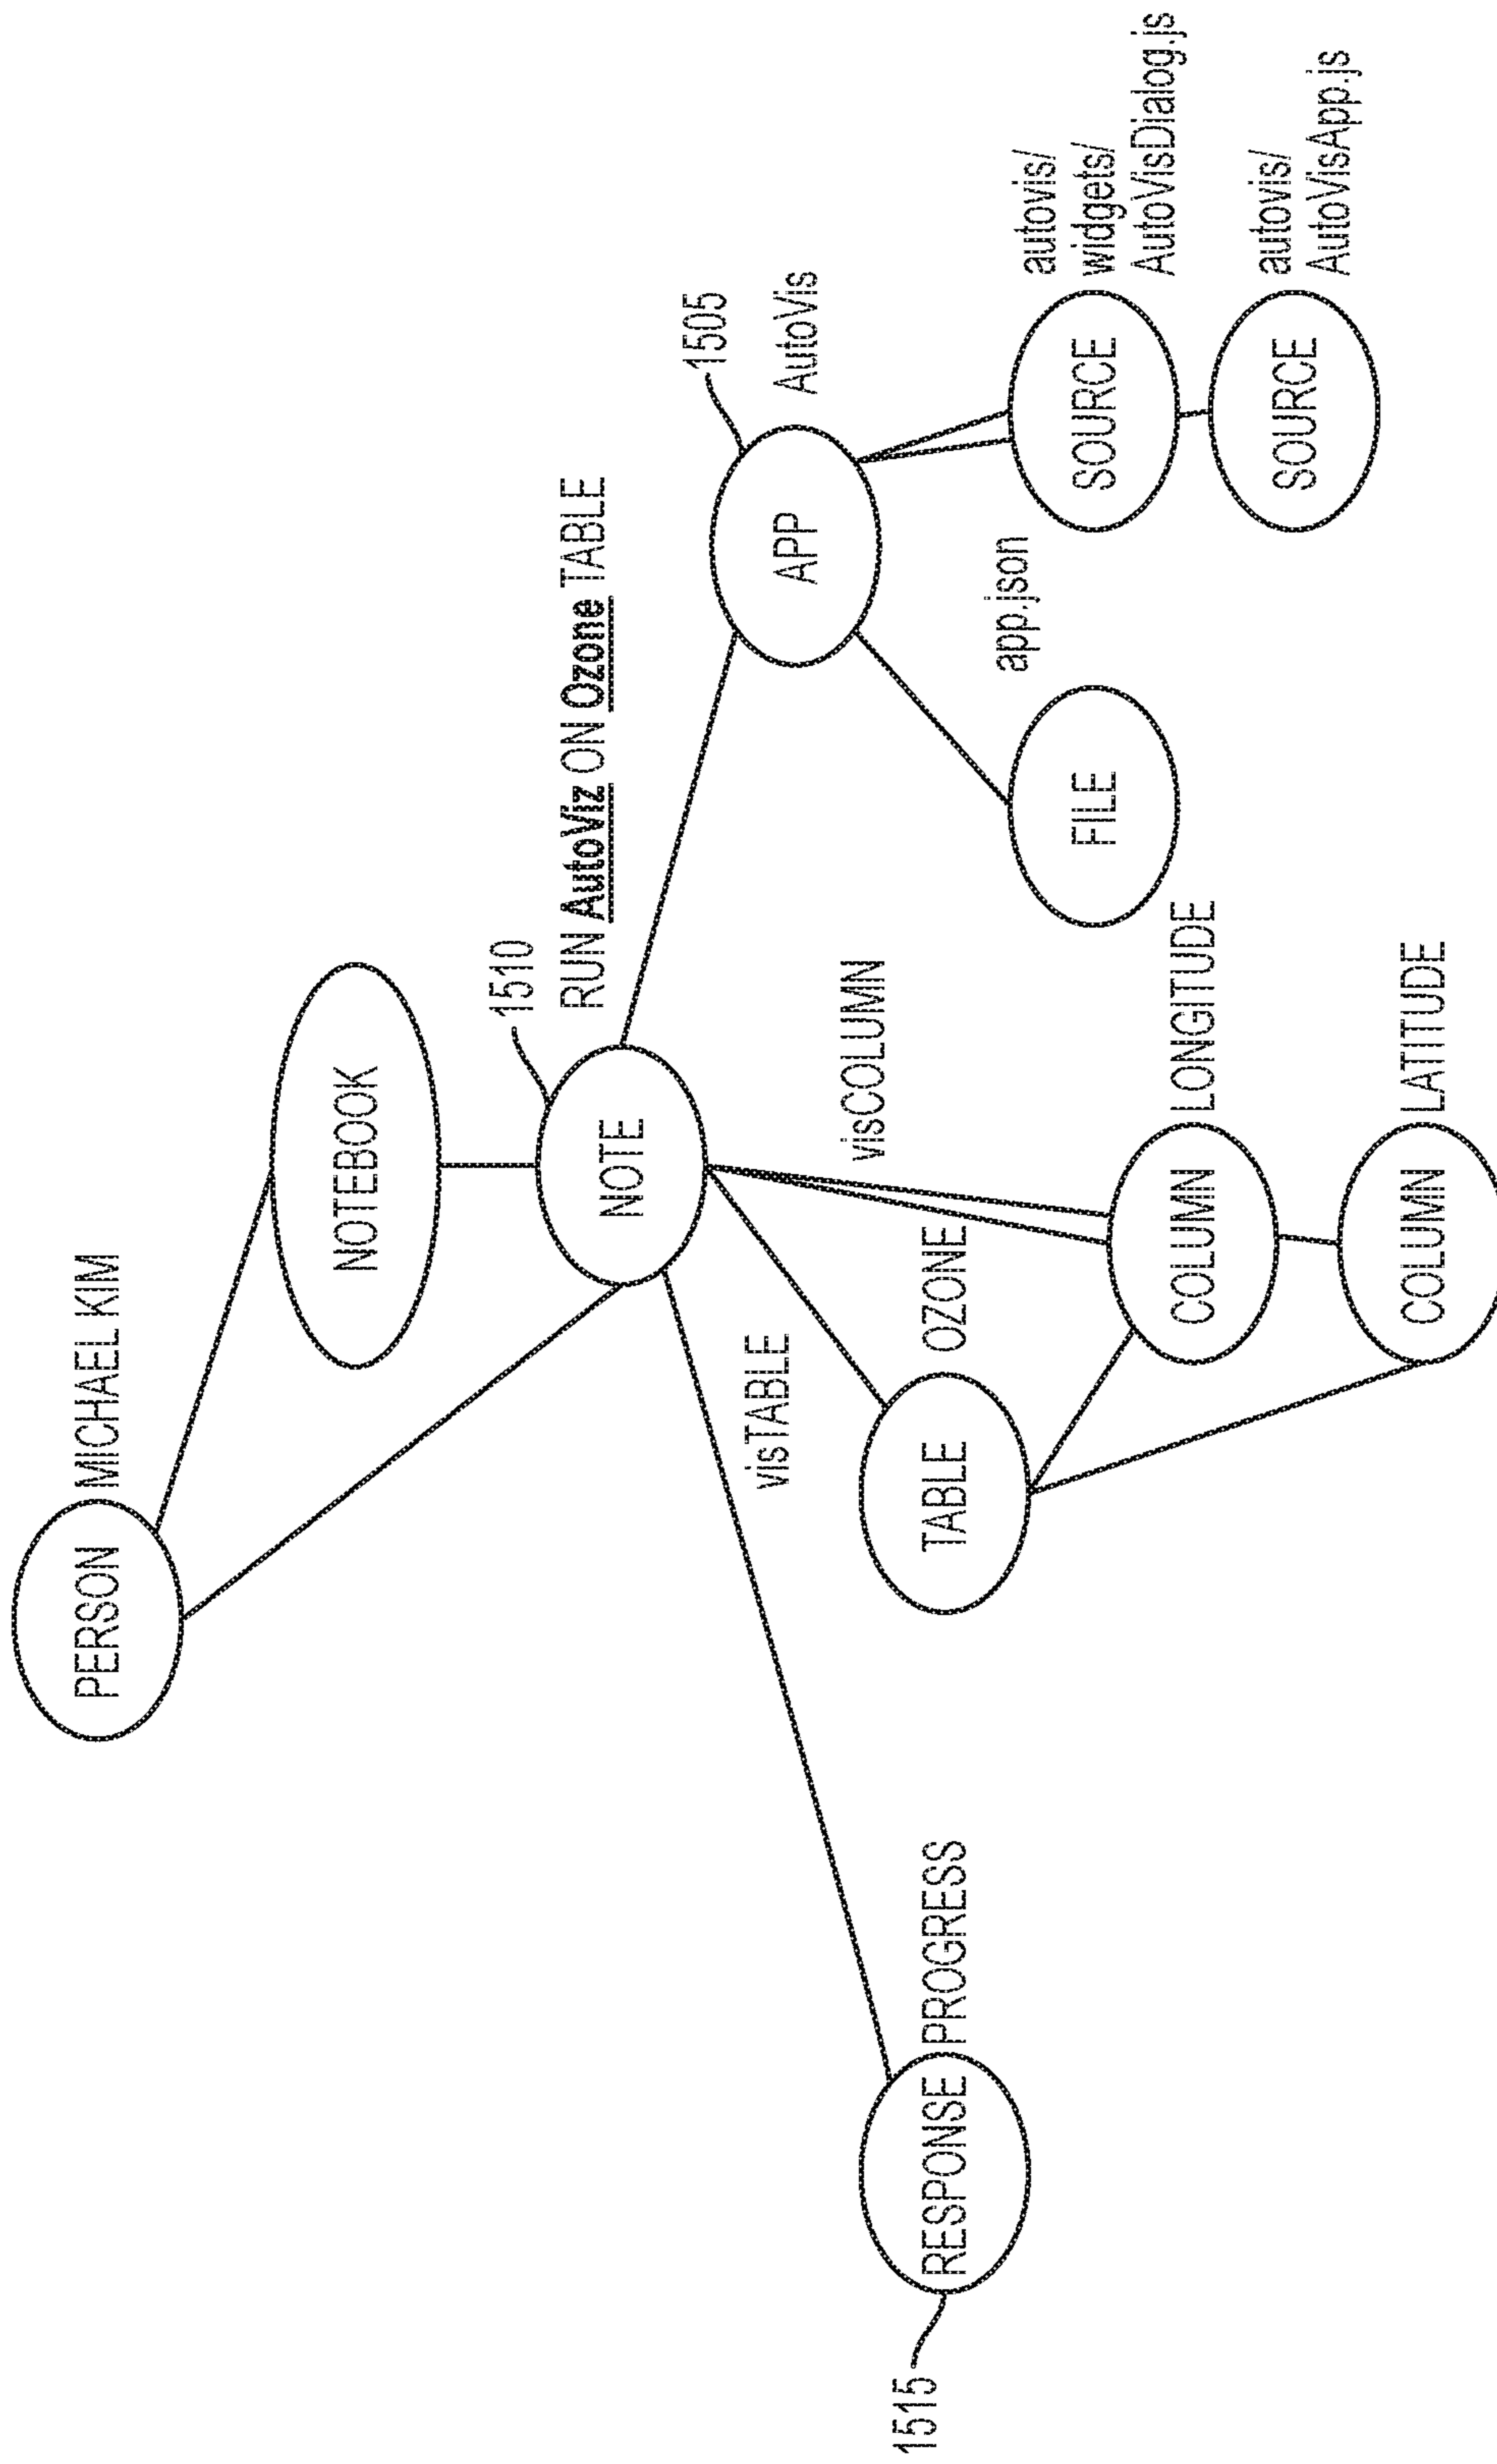 PERSON
MICHAEL KIM
NOTEBOOK
1510
NOTE
RUN AutoViz ON Ozone TABLE
1505
APP
AutoVis
visTABLE
visCOLUMN
1515
RESPONSE
PROGRESS
TABLE
OZONE
app.json
FILE
SOURCE
autovis/
widgets/
AutoVisDialog.js
COLUMN
LONGITUDE
SOURCE
autovis/
AutoVisApp.js
COLUMN
LATITUDE